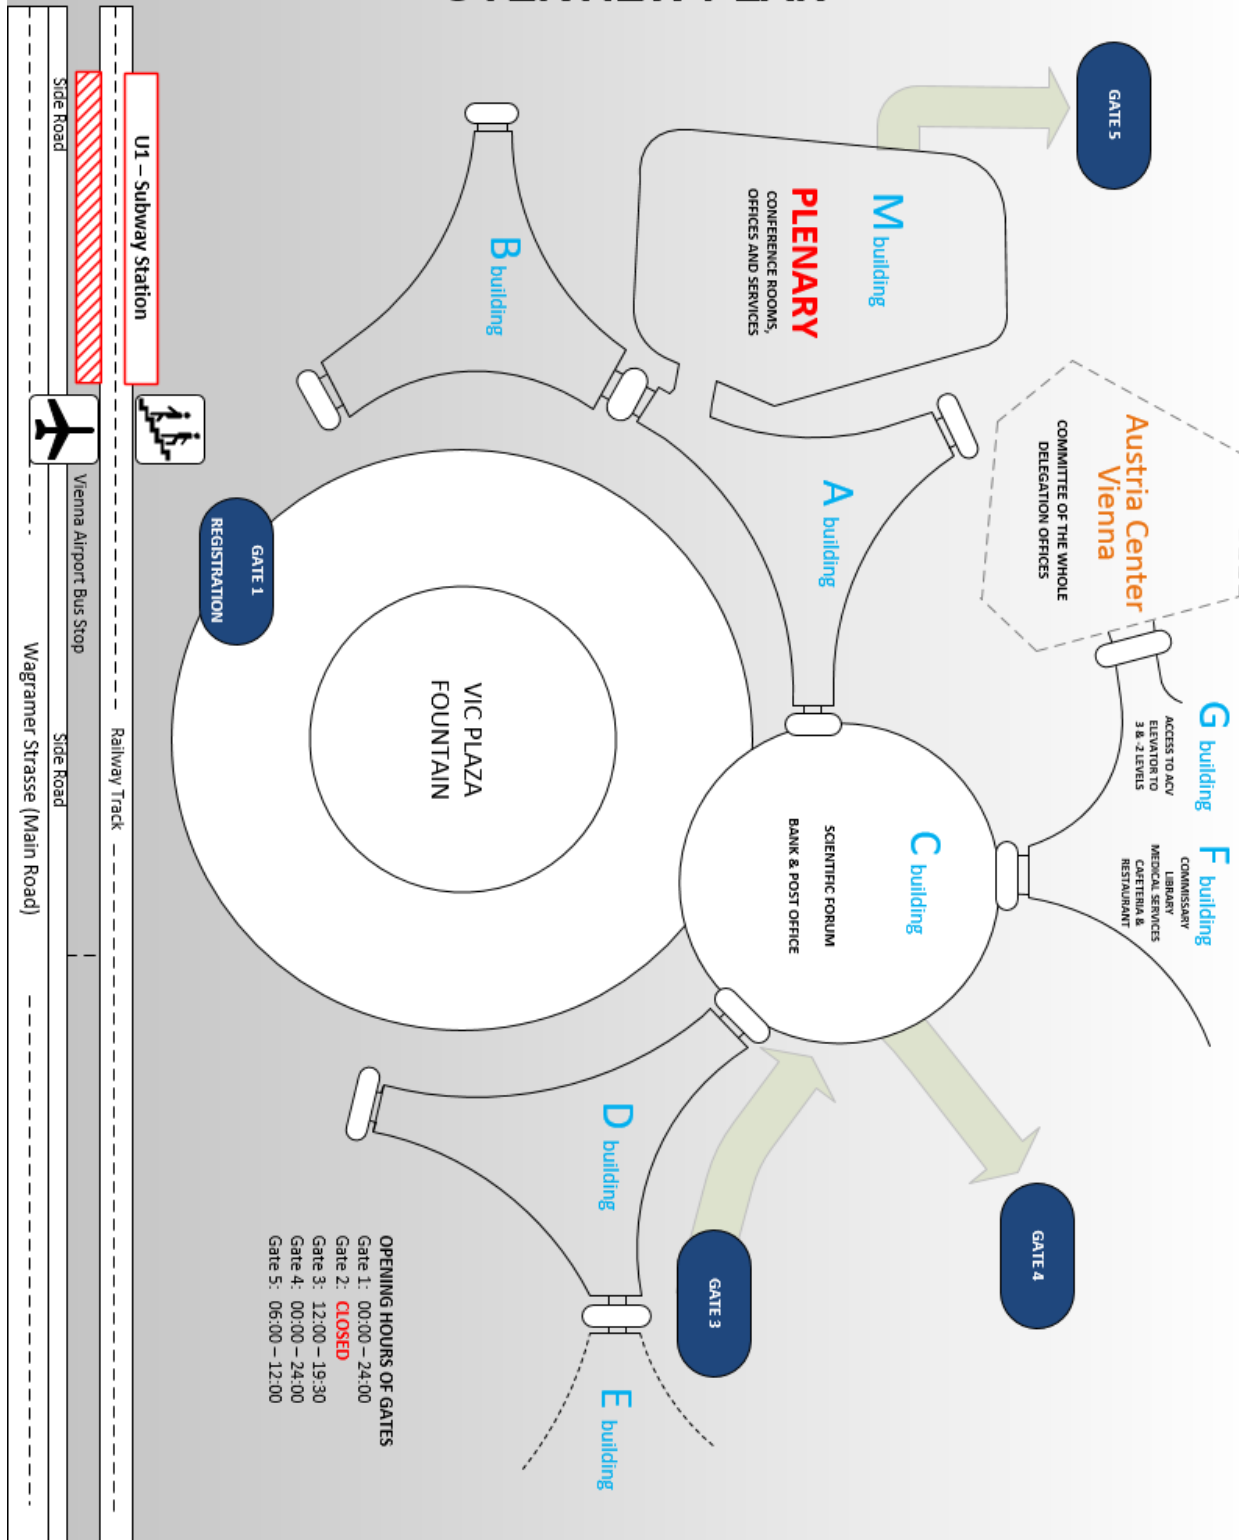 OVERVIEW PLAN
GATE 5
M building
PLENARY
CONFERENCE ROOMS,
OFFICES AND SERVICES
B building
Austria Center
Vienna
COMMITTEE OF THE WHOLE
DELEGATION OFFICES
A building
G building
ACCESS TO ACV
ELEVATOR TO
3 & -2 LEVELS
F building
COMMISSARY
LIBRARY
MEDICAL SERVICES
CAFETERIA &
RESTAURANT
C building
SCIENTIFIC FORUM
BANK & POST OFFICE
VIC PLAZA
FOUNTAIN
GATE 1
REGISTRATION
D building
E building
GATE 4
GATE 3
OPENING HOURS OF GATES
Gate 1: 00:00 – 24:00
Gate 2: CLOSED
Gate 3: 12:00 – 19:30
Gate 4: 00:00 – 24:00
Gate 5: 06:00 – 12:00
U1 – Subway Station
Railway Track
Vienna Airport Bus Stop
Side Road
Side Road
Wagramer Strasse (Main Road)